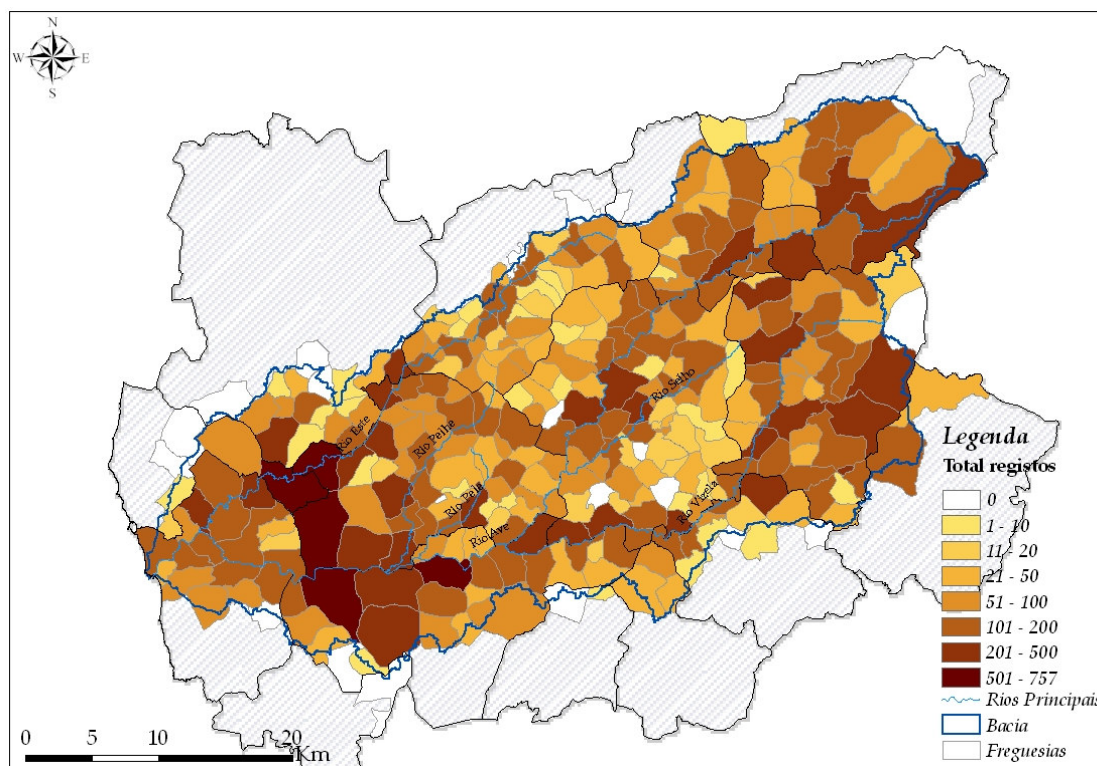 N
W E
S
Rio Este
Rio Pelhe
Rio Pele
Rio Ave
Rio Selho
Rio Vizela
Legenda
Total registos
0
1 - 10
11 - 20
21 - 50
51 - 100
101 - 200
201 - 500
501 - 757
Rios Principais
Bacia
Freguesias
0 5 10 20
Km